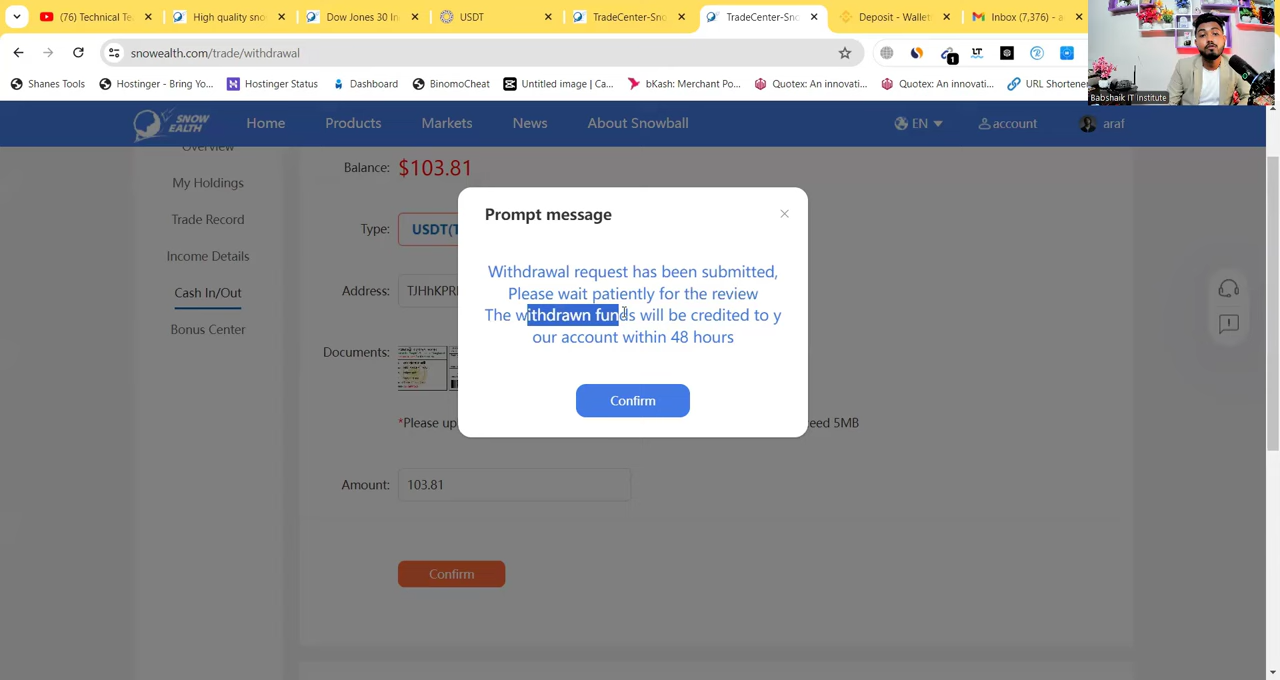 (76) Technical Te
High quality sno
Dow Jones 30 In
USDT
TradeCenter-Sno
TradeCenter-Sno
Deposit - Walle
Inbox (7,376) - a
snowealth.com/trade/withdrawal
1
LT
Shanes Tools
Hostinger - Bring Yo...
Hostinger Status
Dashboard
BinomoCheat
Untitled image | Ca...
bKash: Merchant Po...
Quotex: An innovati...
Quotex: An innovati...
URL Shortene
Babshaik IT Institute
SNOW
EALTH
Home
Products
Markets
News
About Snowball
EN
account
araf
Overview
My Holdings
Trade Record
Income Details
Cash In/Out
Bonus Center
Balance: $103.81
Type: USDT(T
Address: TJHhKPR
Documents:
*Please up
eed 5MB
Amount: 103.81
Confirm
Prompt message
Withdrawal request has been submitted,
Please wait patiently for the review
The withdrawn funds will be credited to y
our account within 48 hours
Confirm